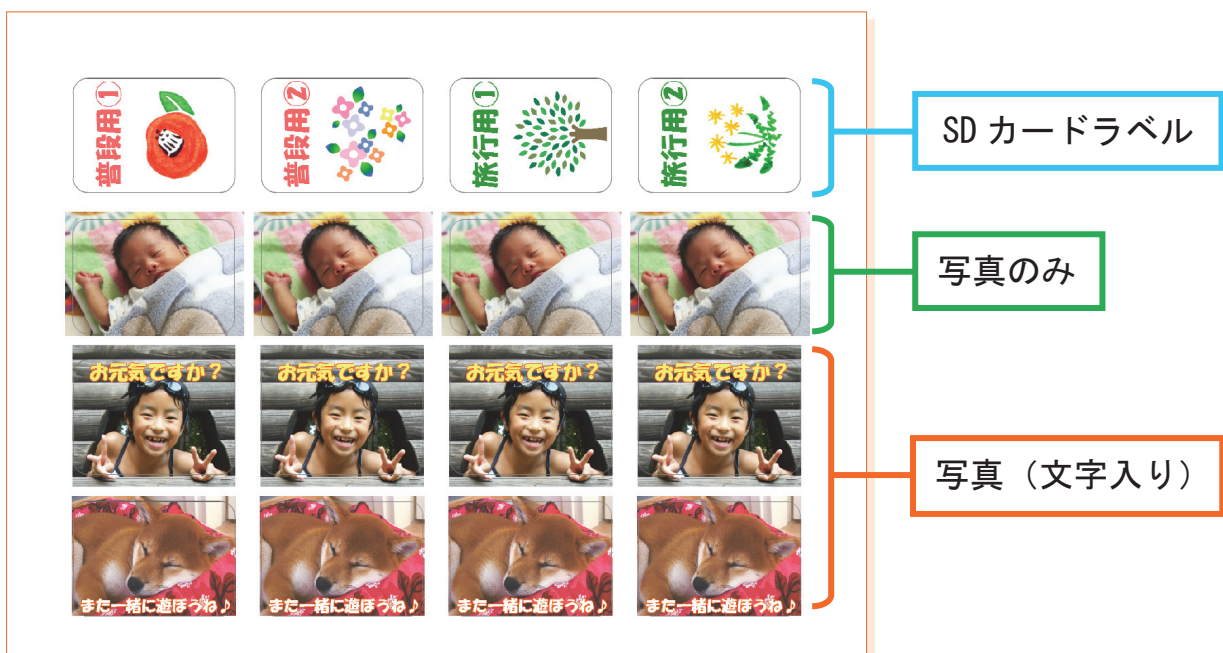 普段用①
普段用②
旅行用①
旅行用②
SDカードラベル
写真のみ
お元気ですか?
お元気ですか?
お元気ですか?
お元気ですか?
写真（文字入り）
また一緒に遊ぼうね♪
また一緒に遊ぼうね♪
また一緒に遊ぼうね♪
また一緒に遊ぼうね♪